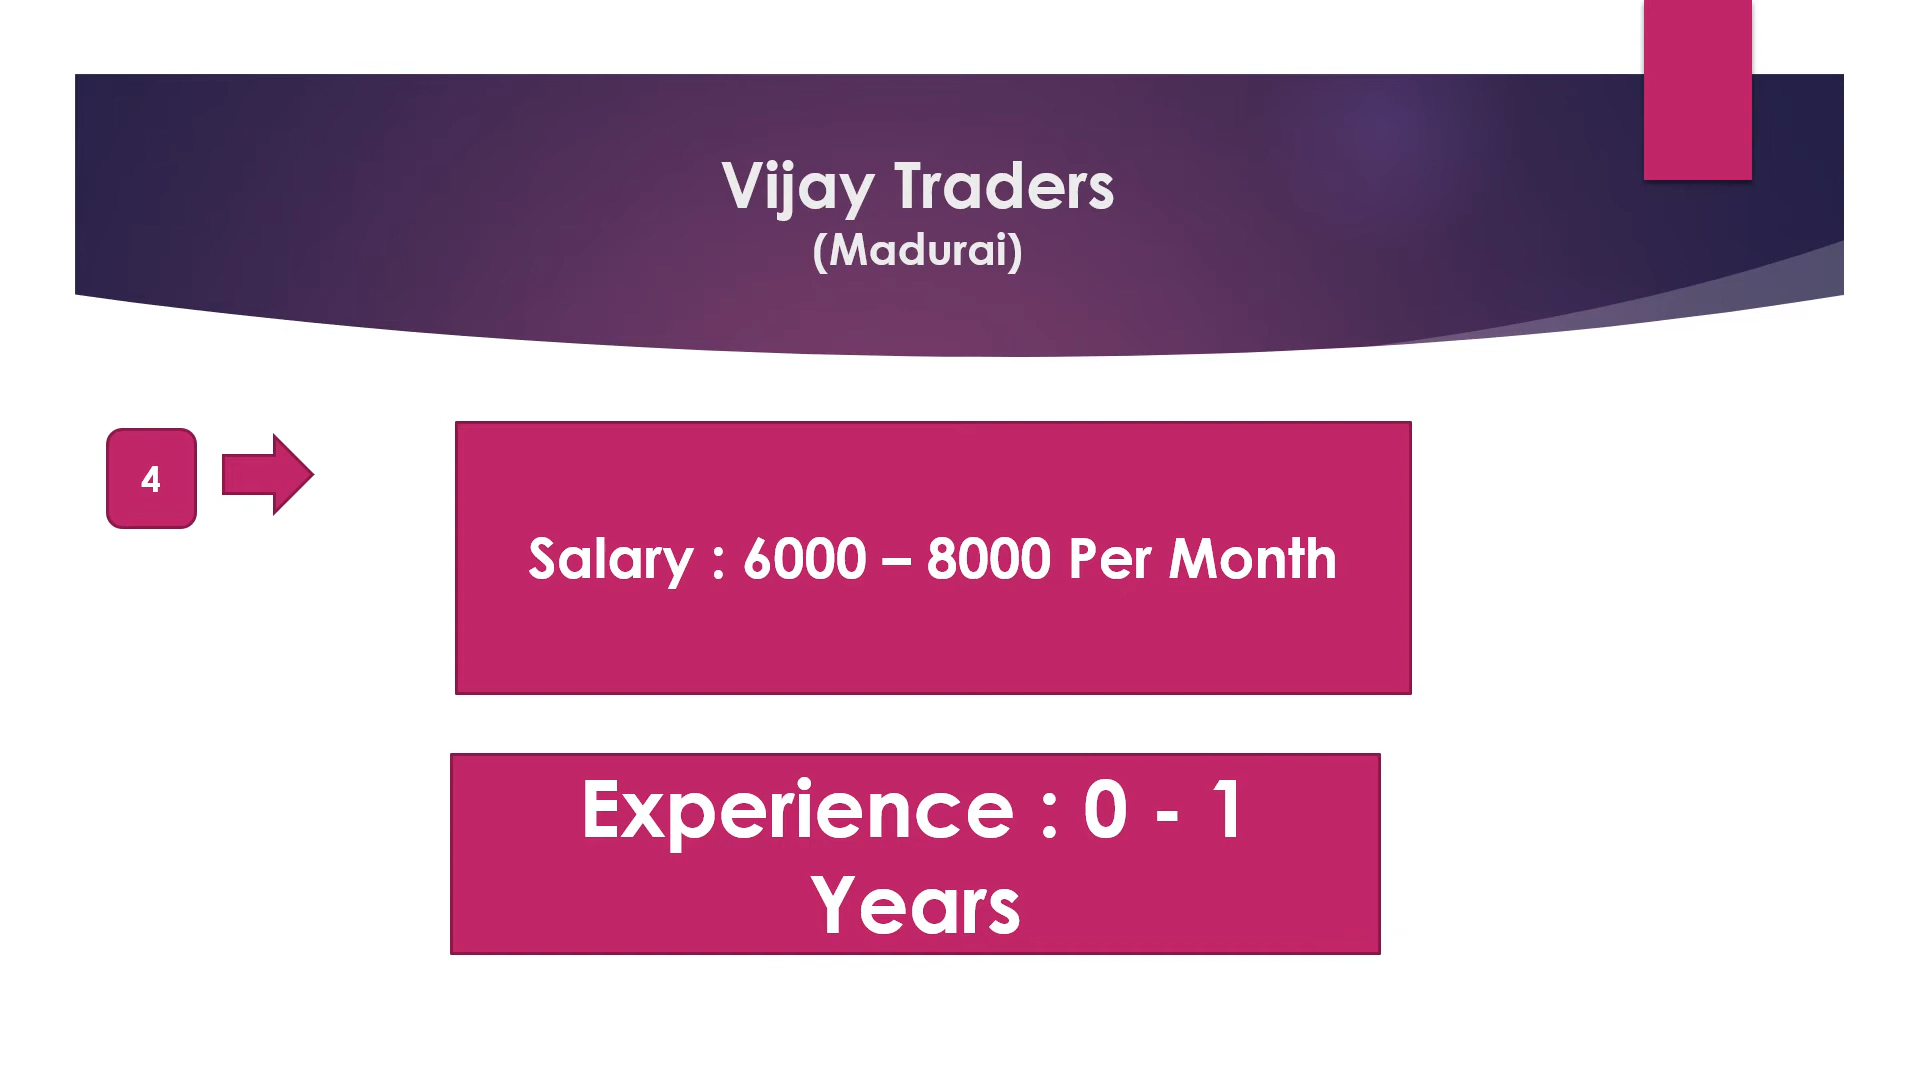 Vijay Traders
(Madurai)
4
Salary : 6000 – 8000 Per Month
Experience : 0 - 1
Years